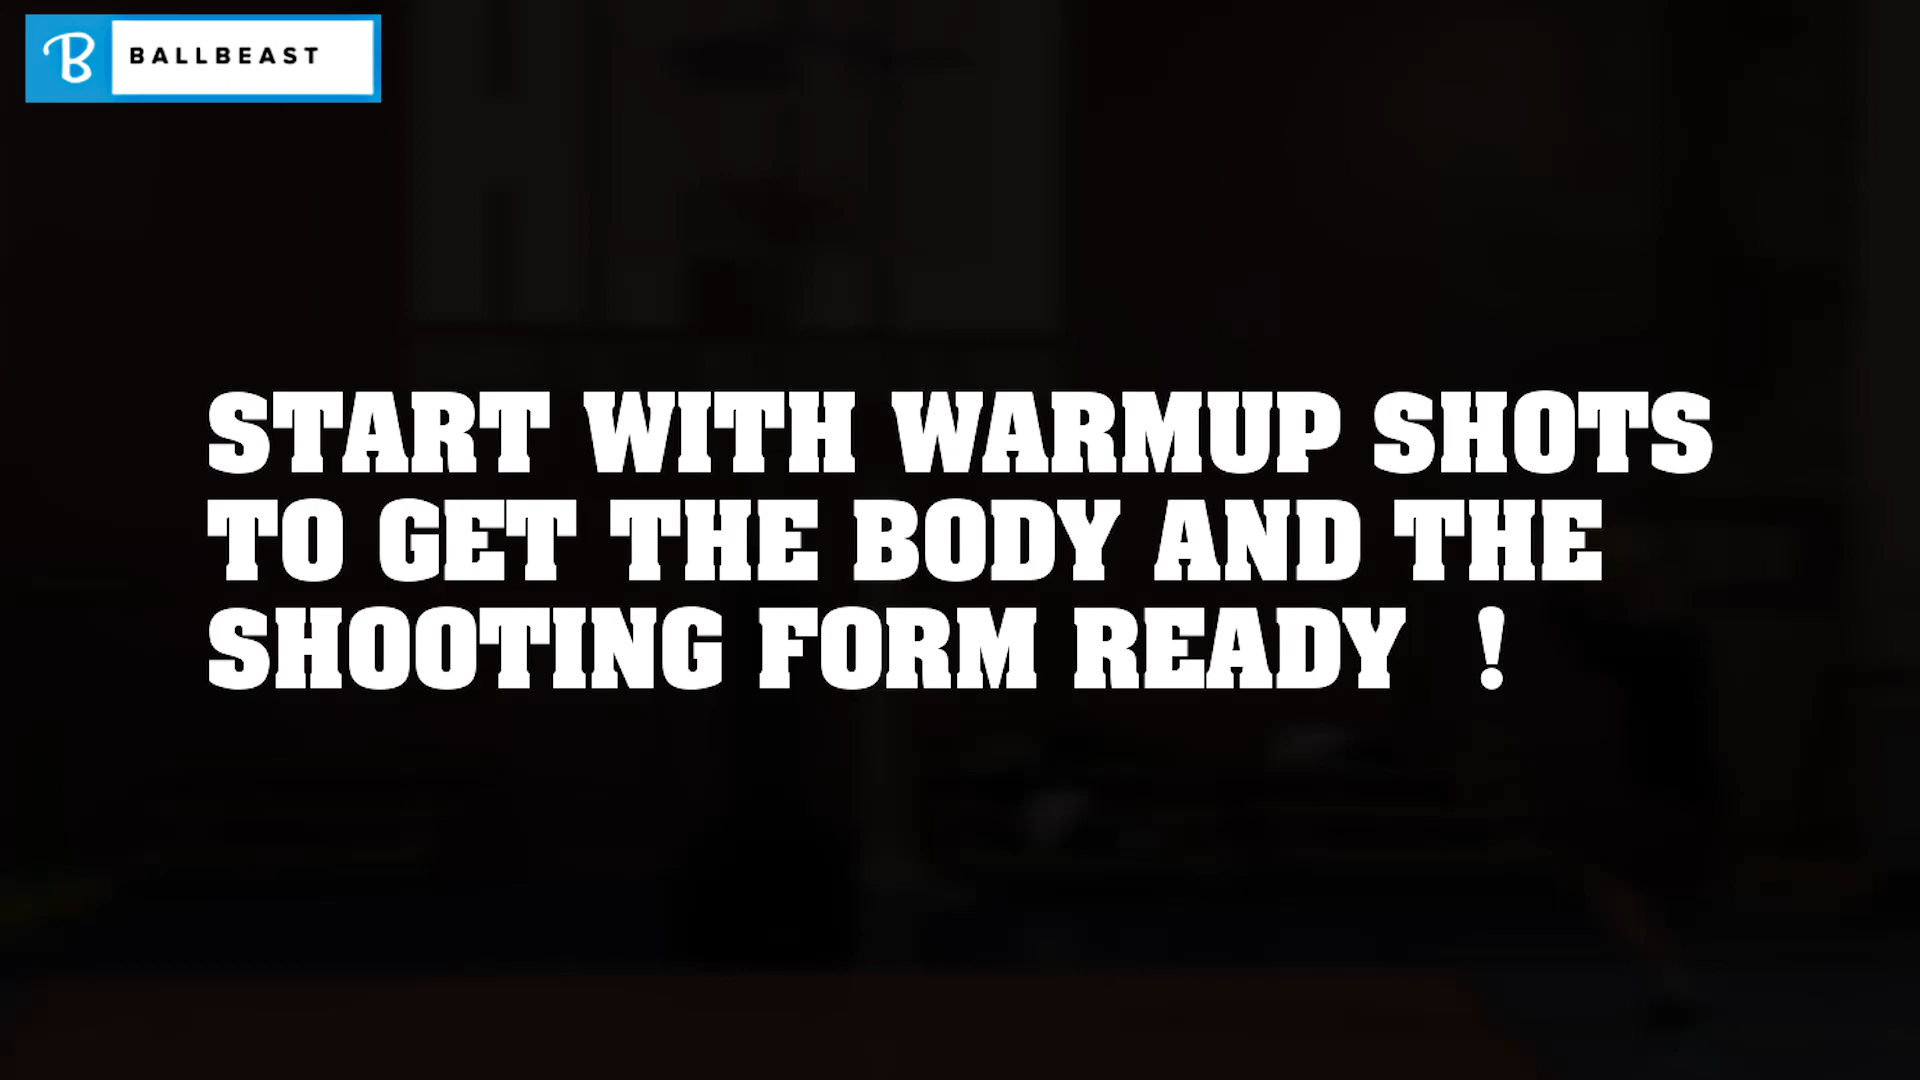 B BALLBEAST
START WITH WARMUP SHOTS
TO GET THE BODY AND THE
SHOOTING FORM READY !